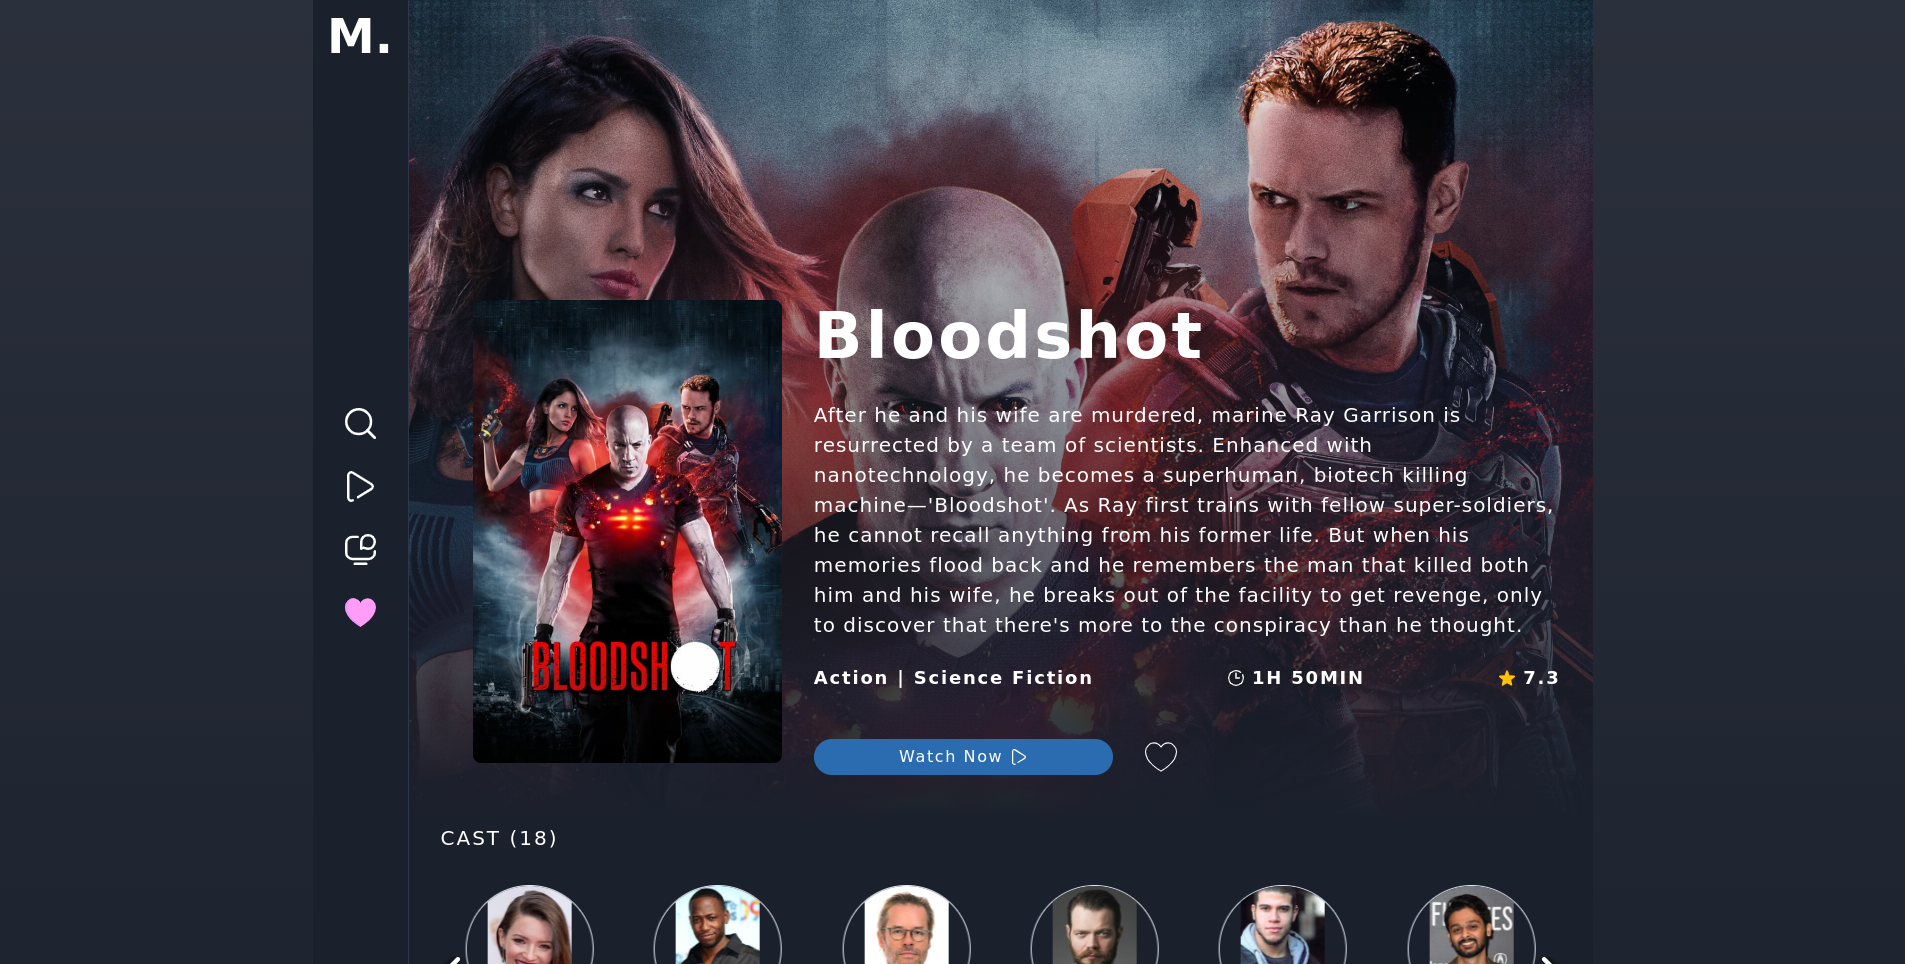 M.
Bloodshot
After he and his wife are murdered, marine Ray Garrison is
resurrected by a team of scientists. Enhanced with
nanotechnology, he becomes a superhuman, biotech killing
machine—'Bloodshot'. As Ray first trains with fellow super-soldiers,
he cannot recall anything from his former life. But when his
memories flood back and he remembers the man that killed both
him and his wife, he breaks out of the facility to get revenge, only
to discover that there's more to the conspiracy than he thought.
Action | Science Fiction 1H 50MIN 7.3
BLOODSHOT
Watch Now
CAST (18)